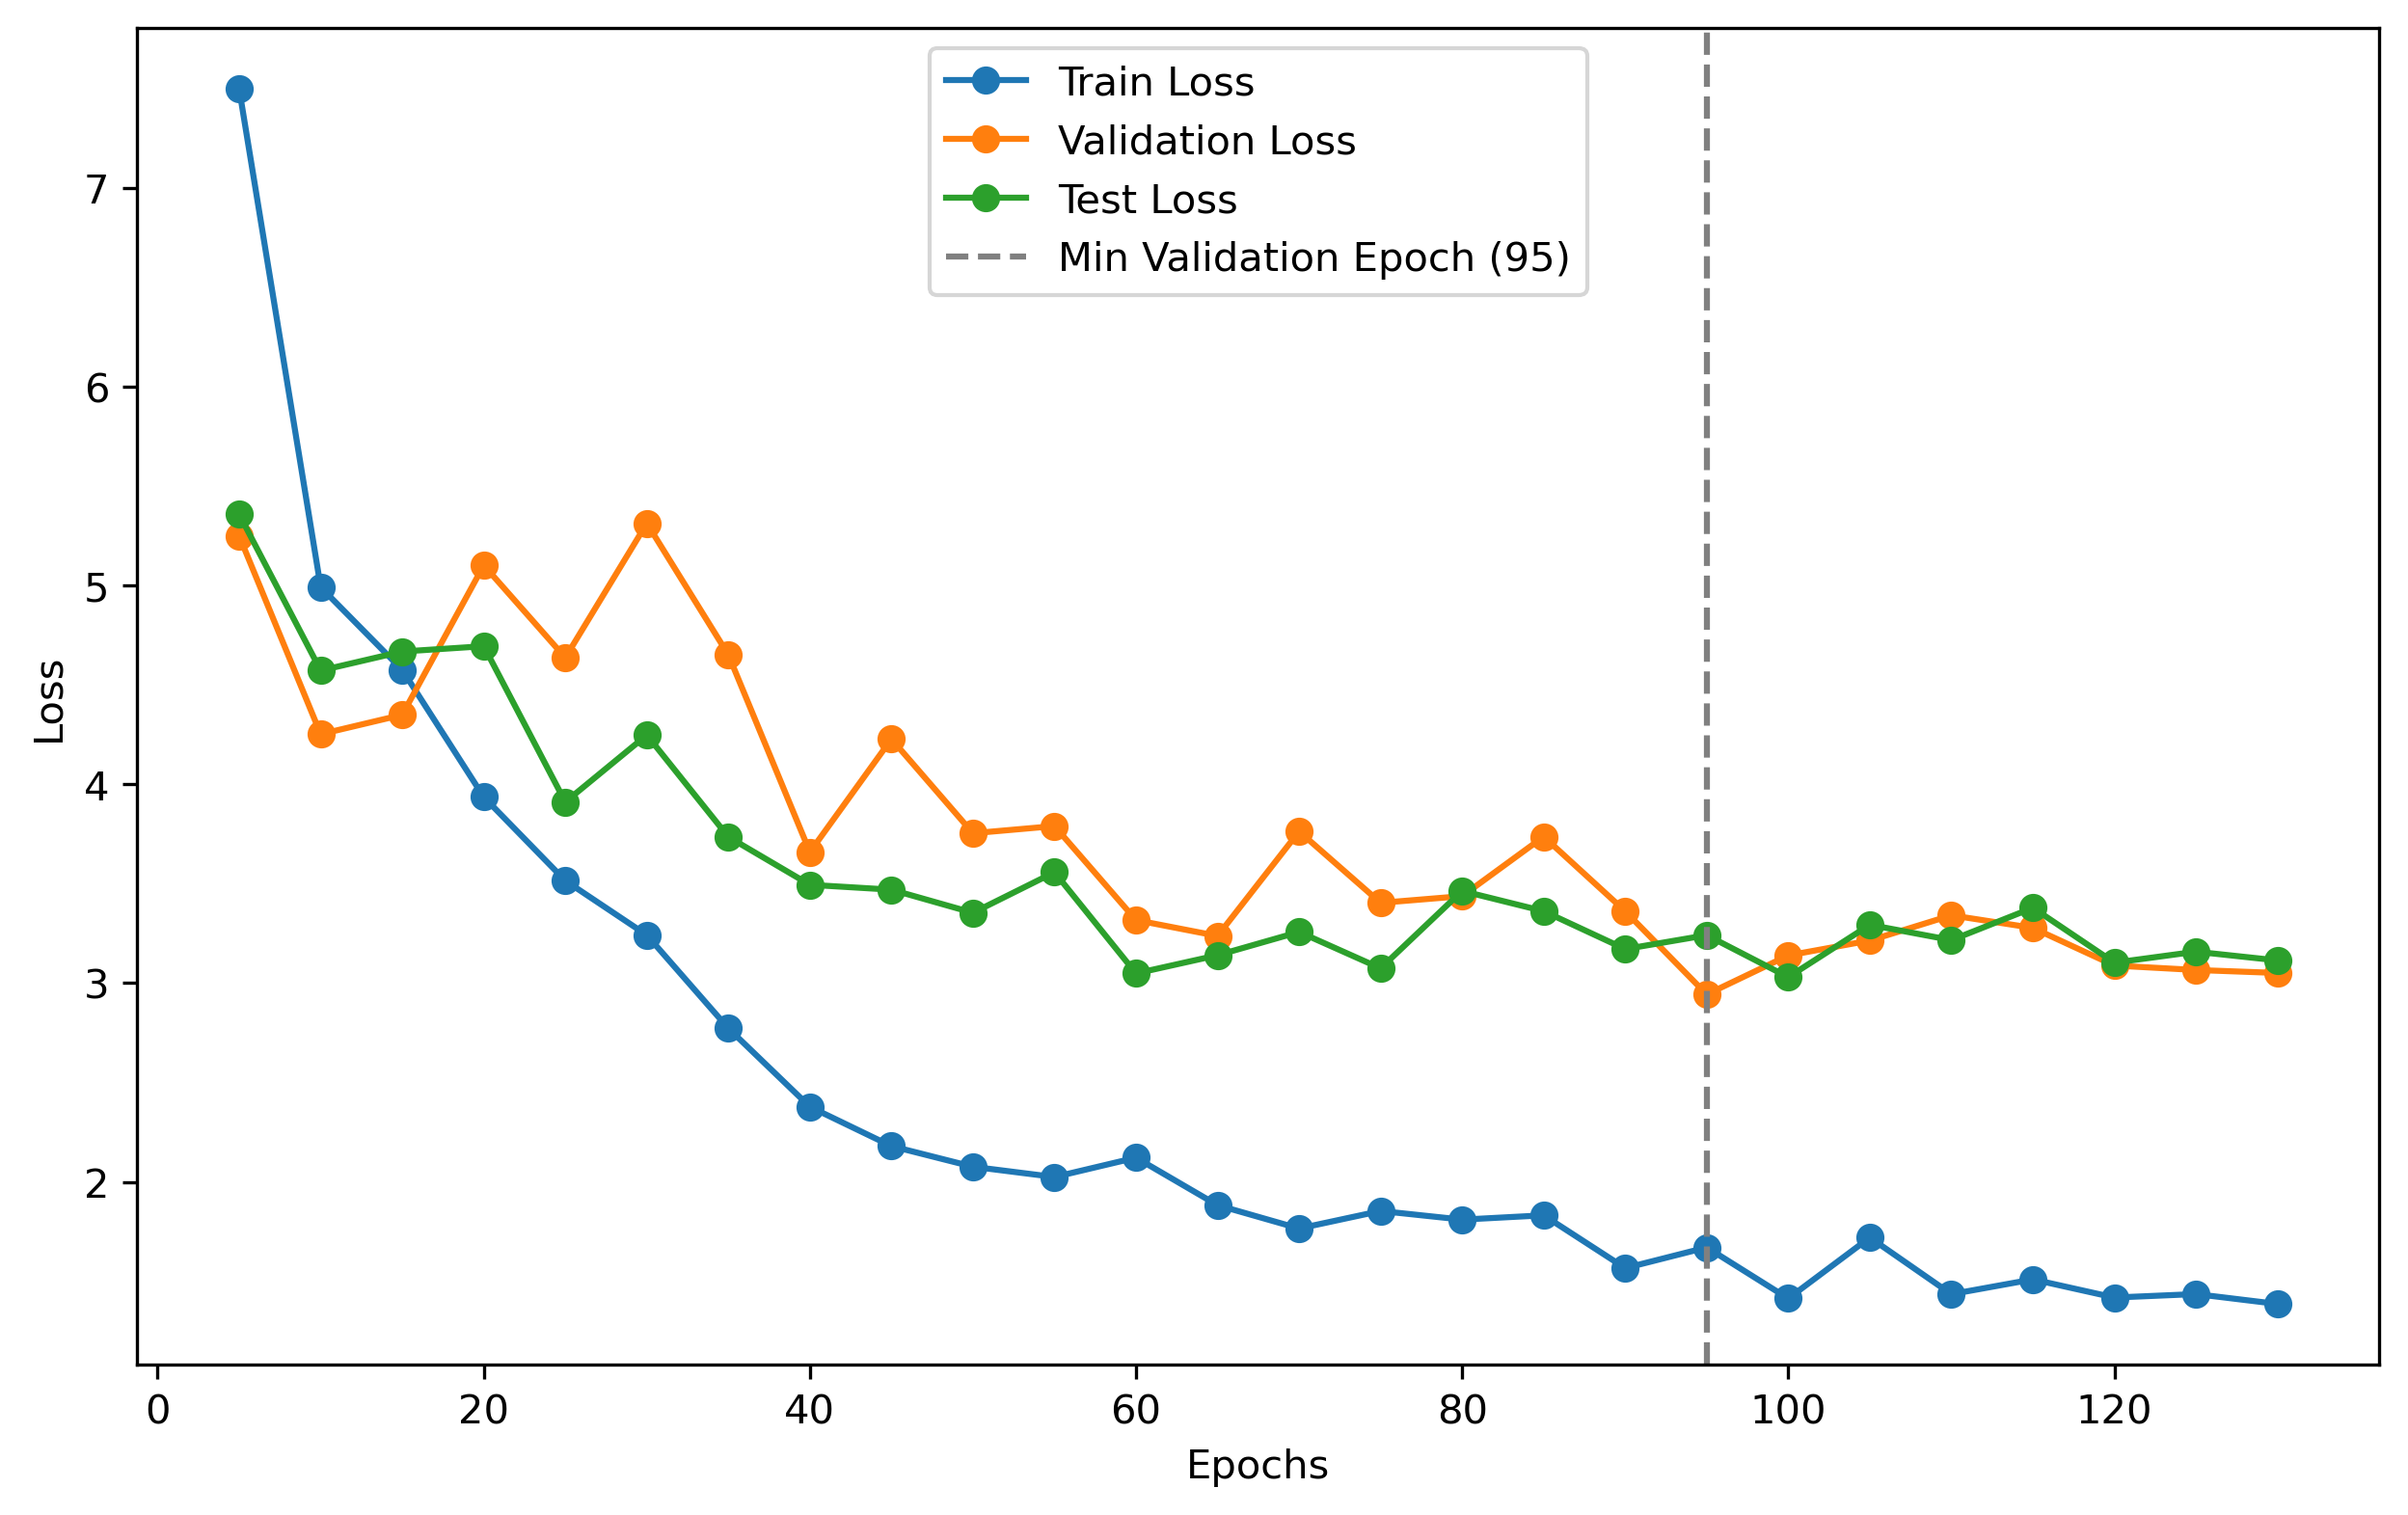 Train Loss
Validation Loss
Test Loss
Min Validation Epoch (95)
7
6
5
4
3
2
Loss
0 20 40 60 80 100 120
Epochs